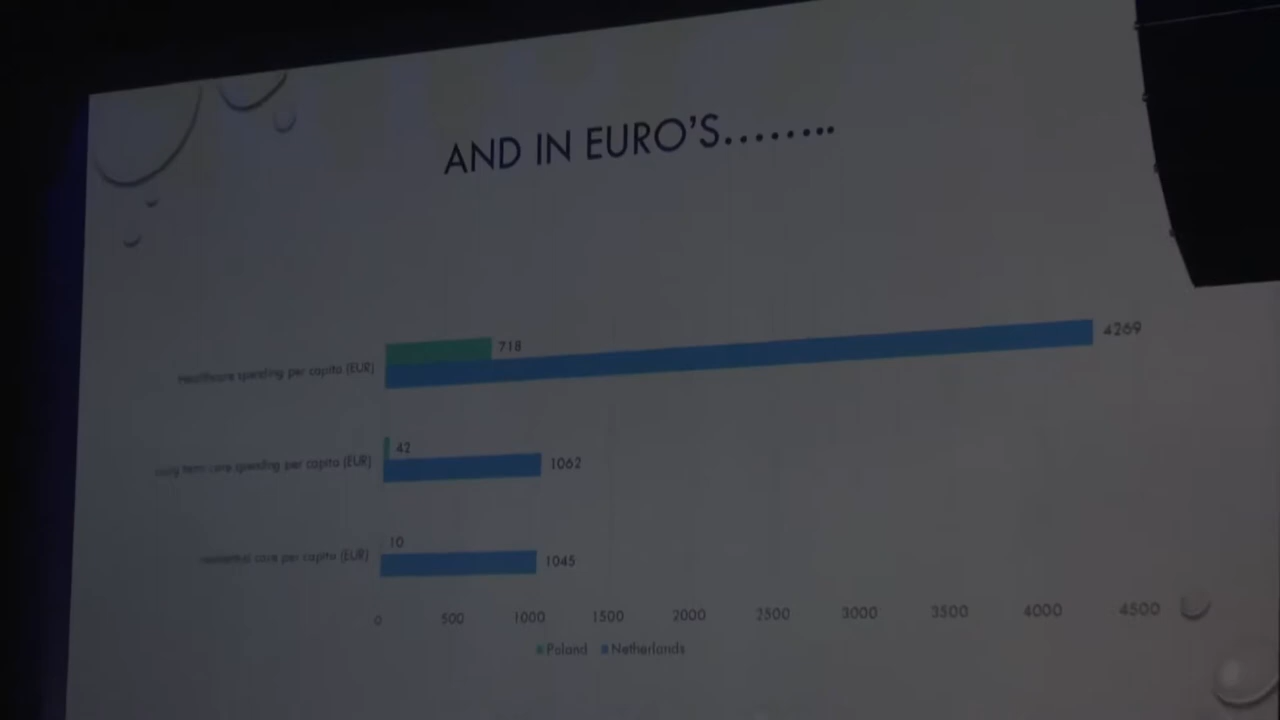 AND IN EURO'S........
718
4269
Healthcare spending per capita (EUR)
42
1062
Long term care spending per capita (EUR)
10
1045
care per capita (EUR)
0 500 1000 1500 2000 2500 3000 3500 4000 4500
Poland Netherlands